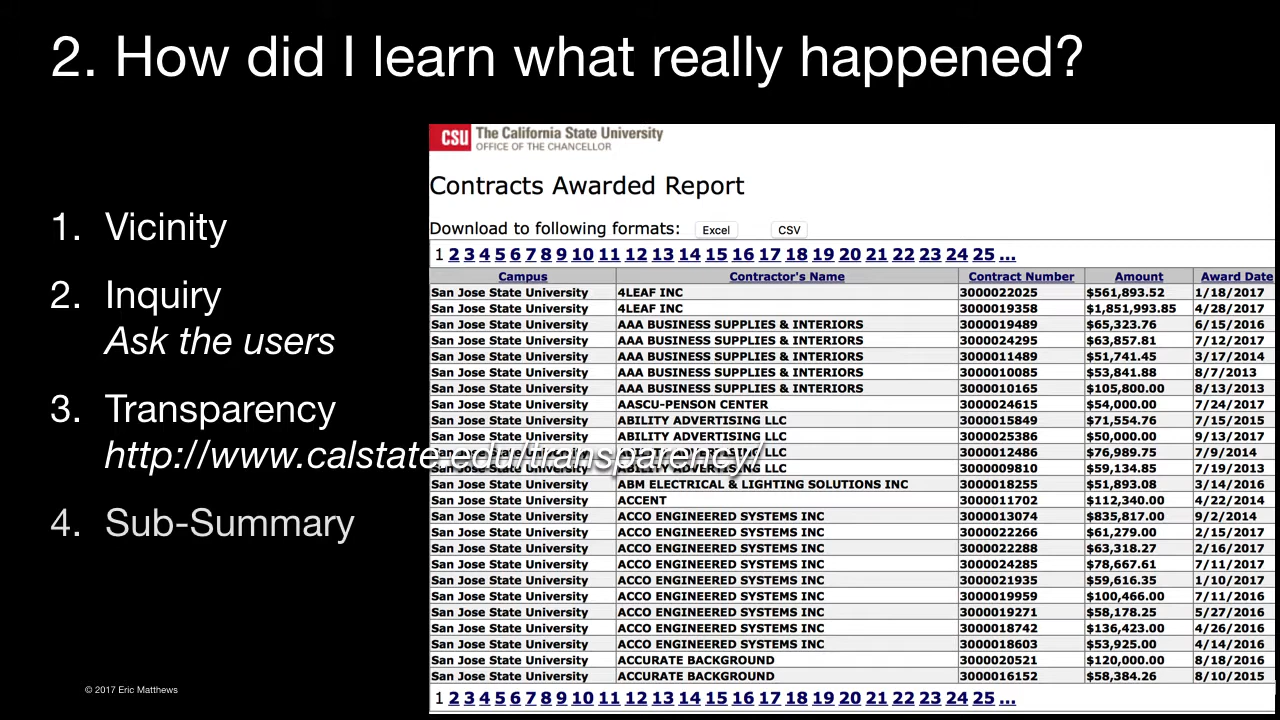 2. How did I learn what really happened?
1. Vicinity
2. Inquiry
Ask the users
3. Transparency
http://www.calstate.edu/transparency/
4. Sub-Summary
© 2017 Eric Matthews
CSU The California State University
OFFICE OF THE CHANCELLOR
Contracts Awarded Report
Download to following formats: Excel CSV
1 2 3 4 5 6 7 8 9 10 11 12 13 14 15 16 17 18 19 20 21 22 23 24 25 ...
Campus Contractor's Name Contract Number Amount Award Date
San Jose State University 4LEAF INC 3000022025 $561,893.52 1/18/2017
San Jose State University 4LEAF INC 3000019358 $1,851,993.85 4/28/2017
San Jose State University AAA BUSINESS SUPPLIES & INTERIORS 3000019489 $65,323.76 6/15/2016
San Jose State University AAA BUSINESS SUPPLIES & INTERIORS 3000024295 $63,857.81 7/12/2017
San Jose State University AAA BUSINESS SUPPLIES & INTERIORS 3000011489 $51,741.45 3/17/2014
San Jose State University AAA BUSINESS SUPPLIES & INTERIORS 3000010085 $53,841.88 8/7/2013
San Jose State University AAA BUSINESS SUPPLIES & INTERIORS 3000010165 $105,800.00 8/13/2013
San Jose State University AASCU-PENSON CENTER 3000024615 $54,000.00 7/24/2017
San Jose State University ABILITY ADVERTISING LLC 3000015849 $71,554.76 7/15/2015
San Jose State University ABILITY ADVERTISING LLC 3000025386 $50,000.00 9/13/2017
San Jose State University ABILITY ADVERTISING LLC 3000012486 $76,989.75 7/9/2014
San Jose State University ABILITY ADVERTISING LLC 3000009810 $59,134.85 7/19/2013
San Jose State University ABM ELECTRICAL & LIGHTING SOLUTIONS INC 3000018255 $51,893.08 3/14/2016
San Jose State University ACCENT 3000011702 $112,340.00 4/22/2014
San Jose State University ACCO ENGINEERED SYSTEMS INC 3000013074 $835,817.00 9/2/2014
San Jose State University ACCO ENGINEERED SYSTEMS INC 3000022266 $61,279.00 2/15/2017
San Jose State University ACCO ENGINEERED SYSTEMS INC 3000022288 $63,318.27 2/16/2017
San Jose State University ACCO ENGINEERED SYSTEMS INC 3000024285 $78,667.61 7/11/2017
San Jose State University ACCO ENGINEERED SYSTEMS INC 3000021935 $59,616.35 1/10/2017
San Jose State University ACCO ENGINEERED SYSTEMS INC 3000019959 $100,466.00 7/11/2016
San Jose State University ACCO ENGINEERED SYSTEMS INC 3000019271 $58,178.25 5/27/2016
San Jose State University ACCO ENGINEERED SYSTEMS INC 3000018742 $136,423.00 4/26/2016
San Jose State University ACCO ENGINEERED SYSTEMS INC 3000018603 $53,925.00 4/14/2016
San Jose State University ACCURATE BACKGROUND 3000020521 $120,000.00 8/18/2016
San Jose State University ACCURATE BACKGROUND 3000016152 $58,384.26 8/10/2015
1 2 3 4 5 6 7 8 9 10 11 12 13 14 15 16 17 18 19 20 21 22 23 24 25 ...